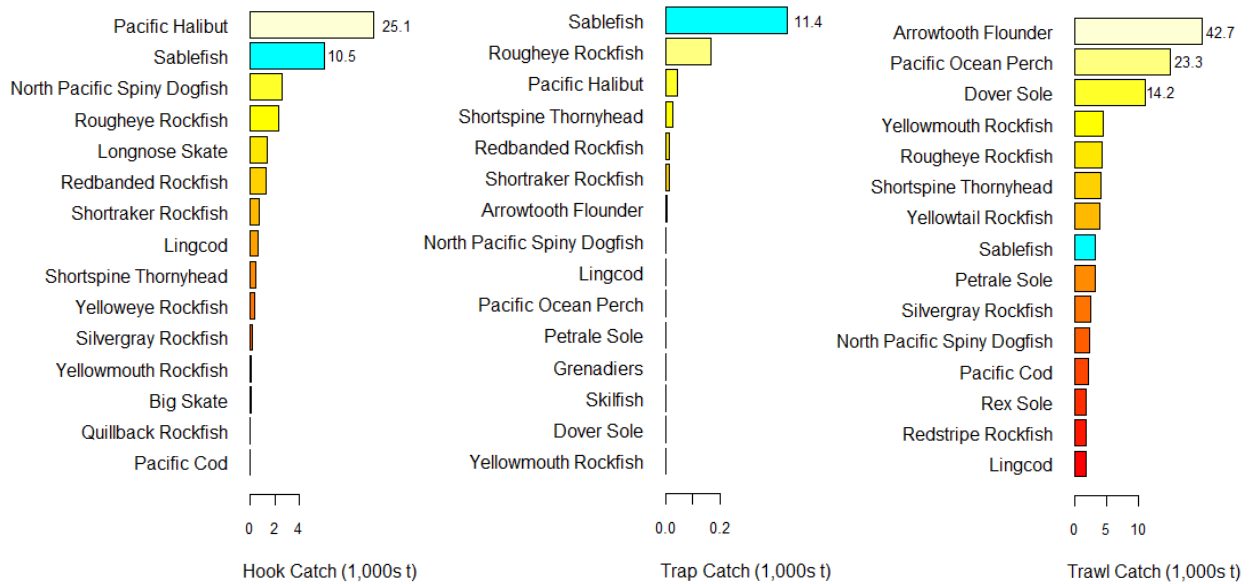 Pacific Halibut 25.1
Sablefish 10.5
North Pacific Spiny Dogfish
Rougheye Rockfish
Longnose Skate
Redbanded Rockfish
Shortraker Rockfish
Lingcod
Shortspine Thornyhead
Yelloweye Rockfish
Silvergray Rockfish
Yellowmouth Rockfish
Big Skate
Quillback Rockfish
Pacific Cod
0 2 4
Hook Catch (1,000s t)
Sablefish 11.4
Rougheye Rockfish
Pacific Halibut
Shortspine Thornyhead
Redbanded Rockfish
Shortraker Rockfish
Arrowtooth Flounder
North Pacific Spiny Dogfish
Lingcod
Pacific Ocean Perch
Petrale Sole
Grenadiers
Skilfish
Dover Sole
Yellowmouth Rockfish
0.0 0.2
Trap Catch (1,000s t)
Arrowtooth Flounder 42.7
Pacific Ocean Perch 23.3
Dover Sole 14.2
Yellowmouth Rockfish
Rougheye Rockfish
Shortspine Thornyhead
Yellowtail Rockfish
Sablefish
Petrale Sole
Silvergray Rockfish
North Pacific Spiny Dogfish
Pacific Cod
Rex Sole
Redstripe Rockfish
Lingcod
0 5 10
Trawl Catch (1,000s t)